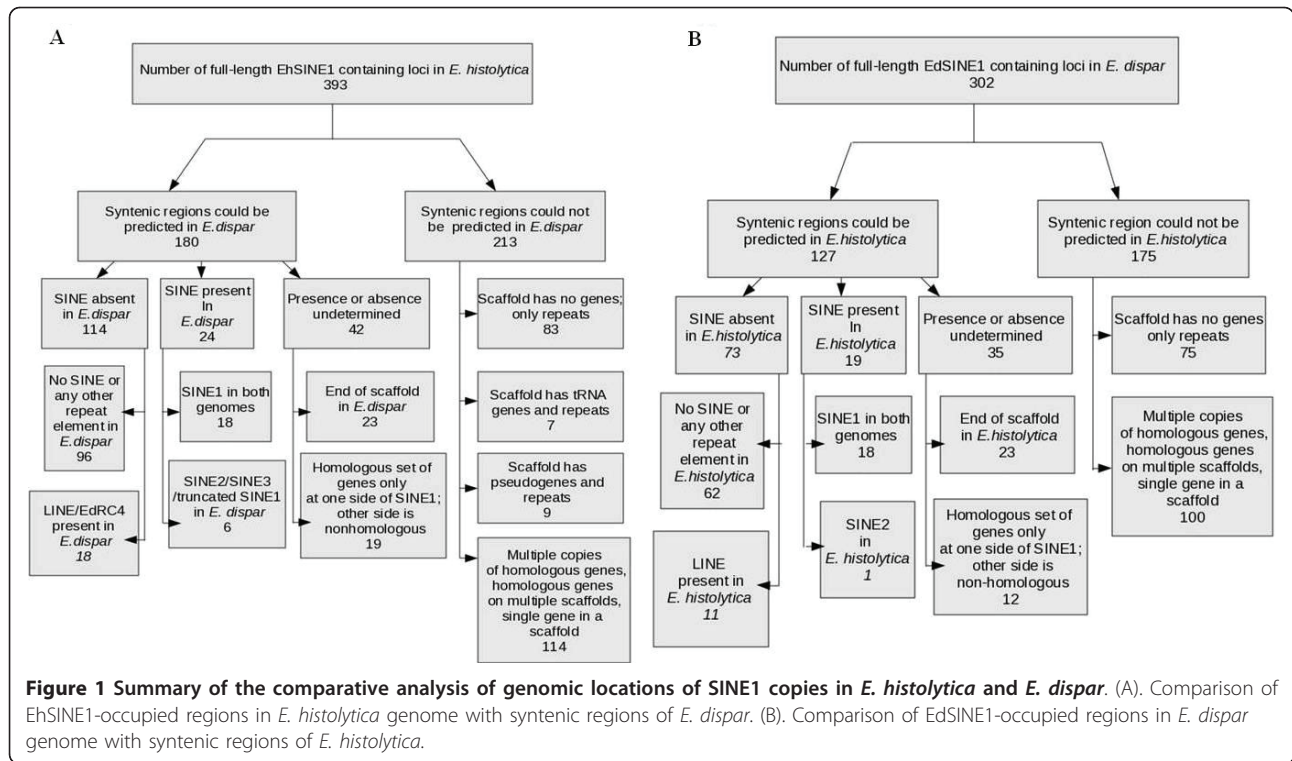 A
Number of full-length EhSINE1 containing loci in E. histolytica
393
Syntenic regions could be
predicted in E.dispar
180
Syntenic regions could not
be predicted in E.dispar
213
SINE absent
in E.dispar
114
SINE present
In
E.dispar
24
Presence or absence
undetermined
42
Scaffold has no genes;
only repeats
83
No SINE or
any other
repeat
element in
E.dispar
96
SINE1 in both
genomes
18
End of scaffold
in E.dispar
23
Scaffold has tRNA
genes and repeats
7
LINE/EdRC4
present in
E.dispar
18
SINE2/SINE3
/truncated SINE1
in E. dispar
6
Homologous set of
genes only
at one side of SINE1;
other side is
nonhomologous
19
Scaffold has
pseudogenes and
repeats
9
Multiple copies
of homologous genes,
homologous genes
on multiple scaffolds,
single gene in a
scaffold
114
B
Number of full-length EdSINE1 containing loci in E. dispar
302
Syntenic regions could be
predicted in E.histolytica
127
Syntenic region could not be
predicted in E.histolytica
175
SINE absent
in E.histolytica
73
SINE present
In E.histolytica
19
Presence or absence
undetermined
35
Scaffold has no genes
only repeats
75
No SINE or
any other
repeat
element in
E.histolytica
62
SINE1 in both
genomes
18
End of scaffold
in E.histolytica
23
Multiple copies
of homologous genes,
homologous genes
on multiple scaffolds,
single gene in a
scaffold
100
LINE
present in
E. histolytica
11
SINE2
in
E. histolytica
1
Homologous set of
genes only
at one side of SINE1;
other side is
non-homologous
12
Figure 1 Summary of the comparative analysis of genomic locations of SINE1 copies in E. histolytica and E. dispar. (A). Comparison of
EhSINE1-occupied regions in E. histolytica genome with syntenic regions of E. dispar. (B). Comparison of EdSINE1-occupied regions in E. dispar
genome with syntenic regions of E. histolytica.